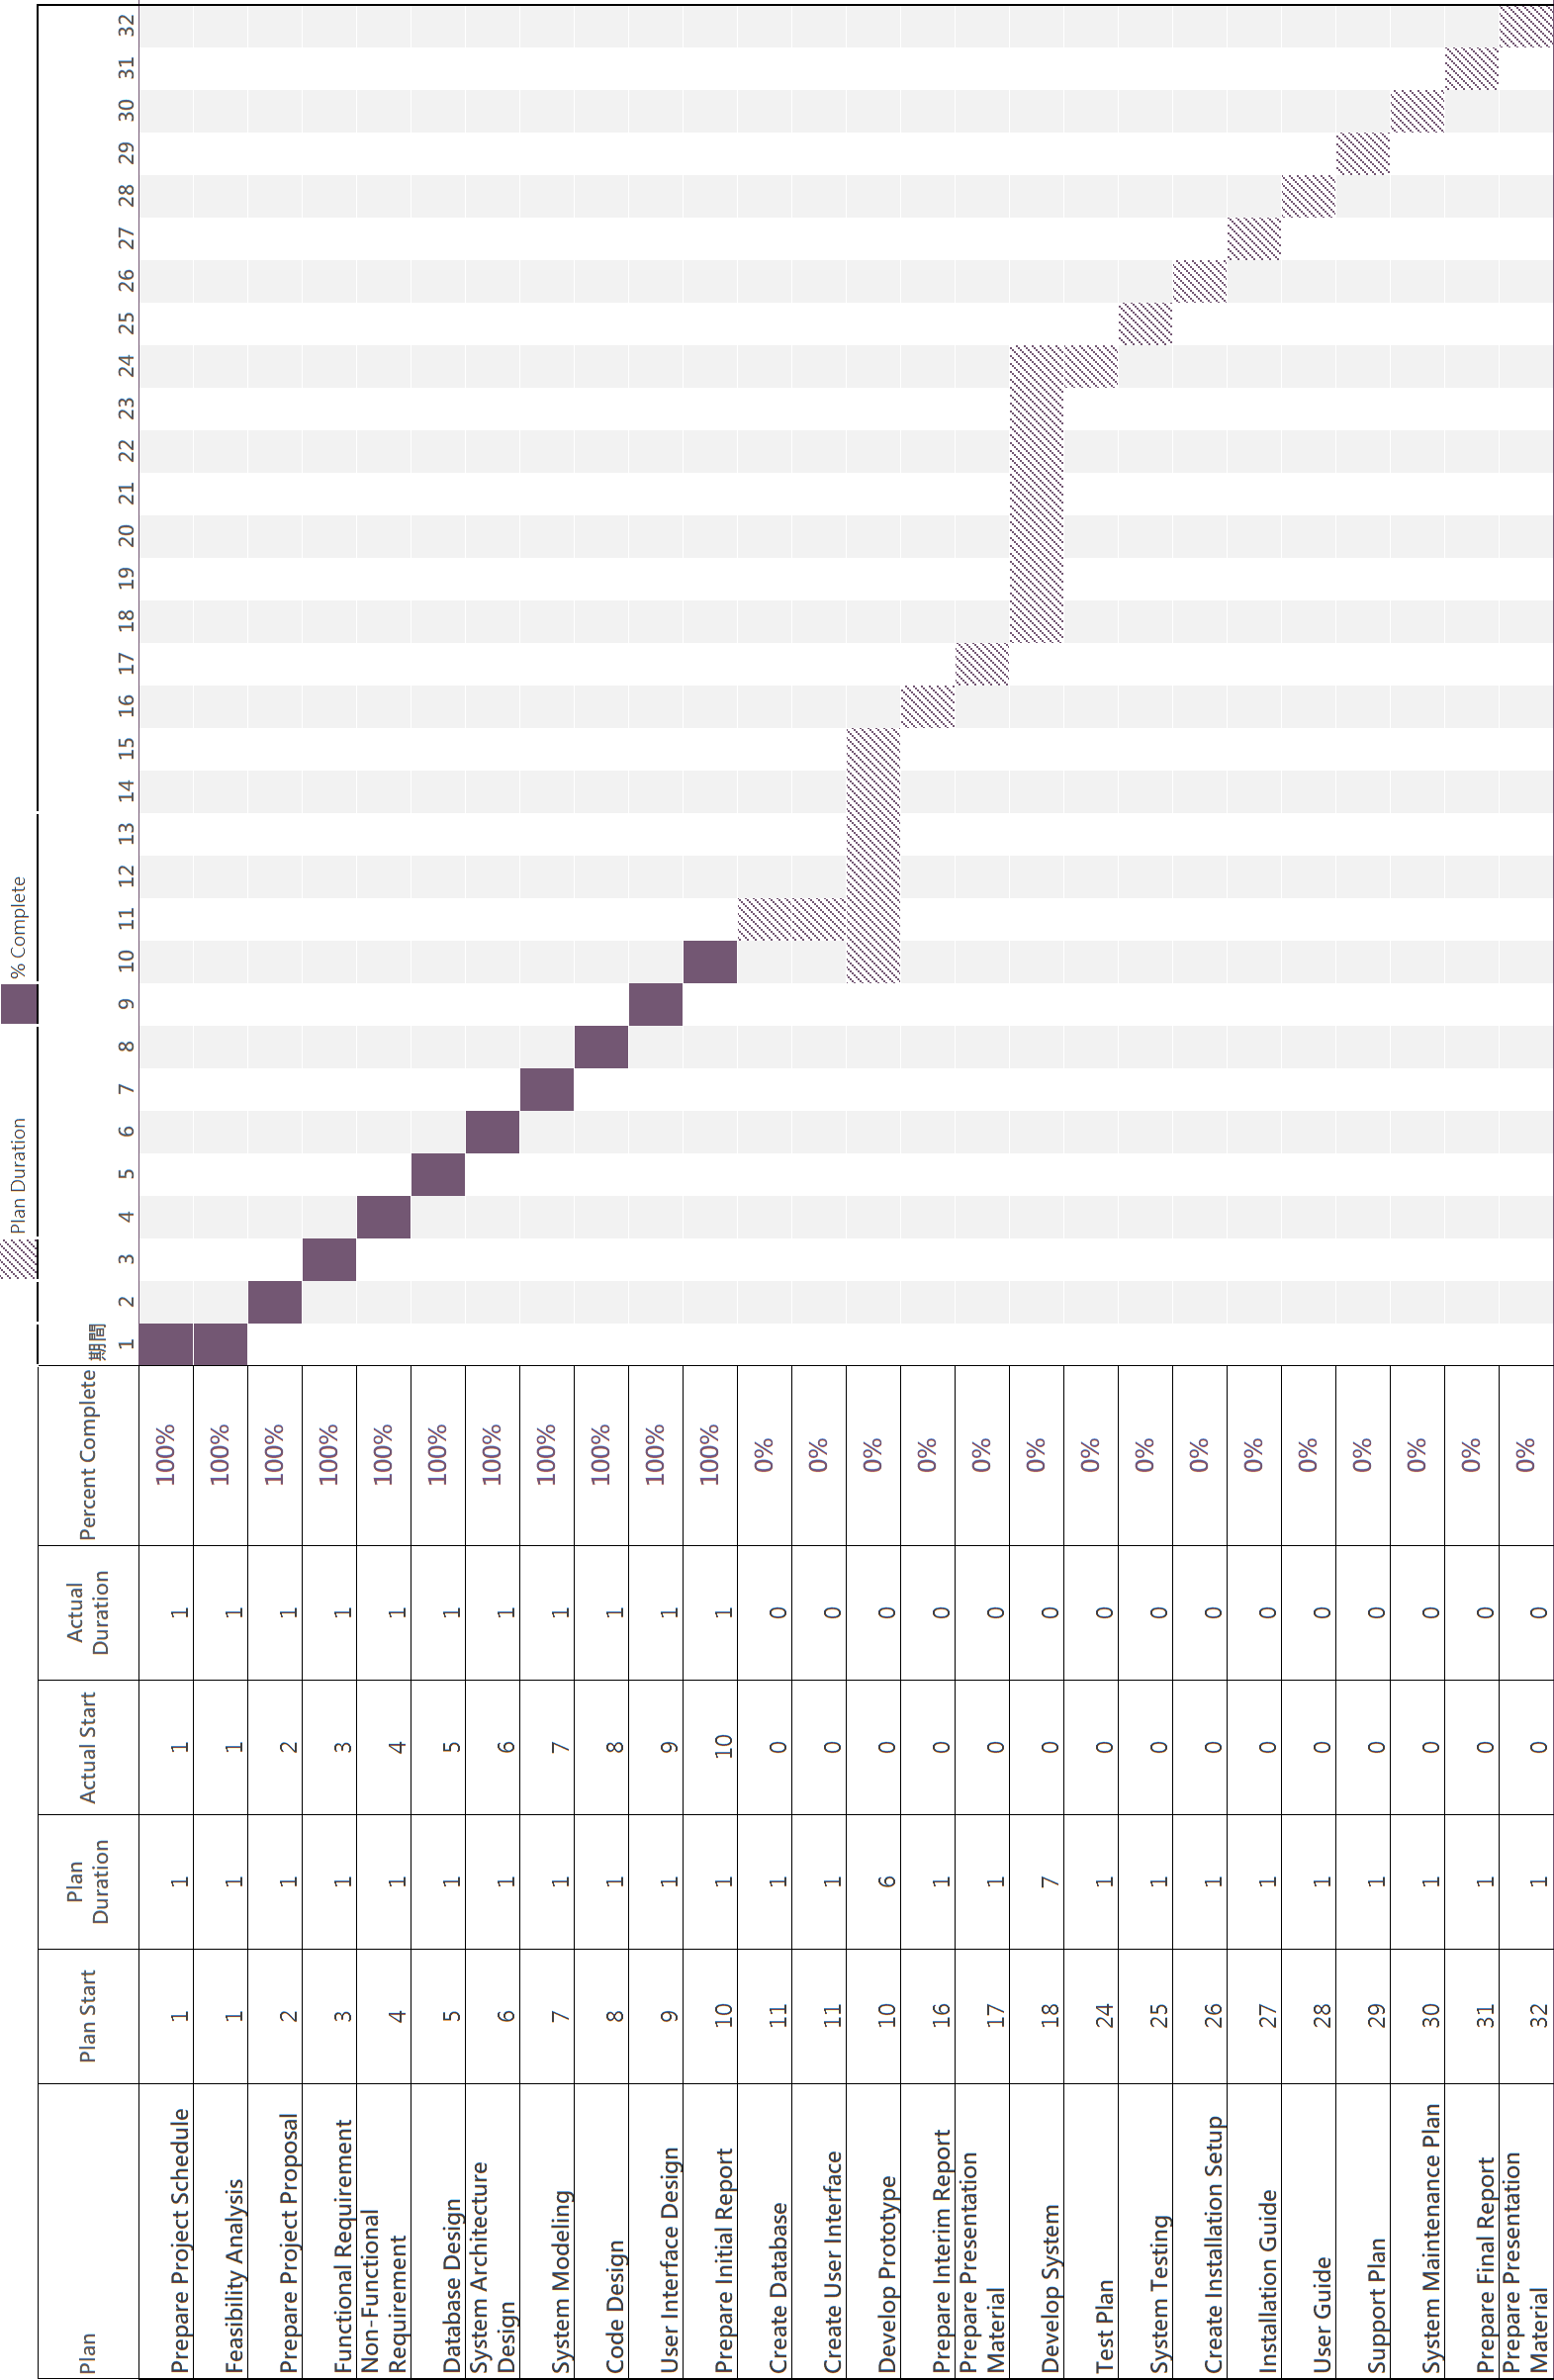 Plan Duration
% Complete
Plan
Plan Start
Plan
Duration
Actual Start
Actual
Duration
Percent Complete
期間
1 2 3 4 5 6 7 8 9 10 11 12 13 14 15 16 17 18 19 20 21 22 23 24 25 26 27 28 29 30 31 32
Prepare Project Schedule 1 1 1 1 100%
Feasibility Analysis 1 1 1 1 100%
Prepare Project Proposal 2 1 2 1 100%
Functional Requirement 3 1 3 1 100%
Non-Functional
Requirement 4 1 4 1 100%
Database Design 5 1 5 1 100%
System Architecture
Design 6 1 6 1 100%
System Modeling 7 1 7 1 100%
Code Design 8 1 8 1 100%
User Interface Design 9 1 9 1 100%
Prepare Initial Report 10 1 10 1 100%
Create Database 11 1 0 0 0%
Create User Interface 11 1 0 0 0%
Develop Prototype 10 6 0 0 0%
Prepare Interim Report 16 1 0 0 0%
Prepare Presentation
Material 17 1 0 0 0%
Develop System 18 7 0 0 0%
Test Plan 24 1 0 0 0%
System Testing 25 1 0 0 0%
Create Installation Setup 26 1 0 0 0%
Installation Guide 27 1 0 0 0%
User Guide 28 1 0 0 0%
Support Plan 29 1 0 0 0%
System Maintenance Plan 30 1 0 0 0%
Prepare Final Report 31 1 0 0 0%
Prepare Presentation
Material 32 1 0 0 0%